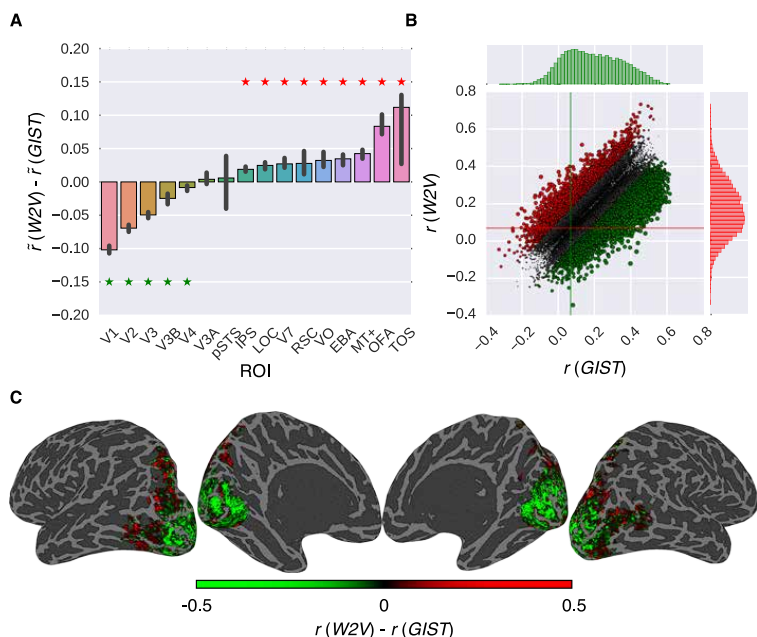 A
0.20
0.15
0.10
0.05
0.00
−0.05
−0.10
−0.15
−0.20
r̃ (W2V) - r̃ (GIST)
V1 V2 V3 V3B V4 V3A pSTS IPS LOC V7 RSC VO EBA MT+ OFA TOS
ROI
B
0.8
0.6
0.4
0.2
0.0
−0.2
−0.4
r (W2V)
−0.4 −0.2 0.0 0.2 0.4 0.6 0.8
r (GIST)
C
-0.5 0 0.5
r (W2V) - r (GIST)